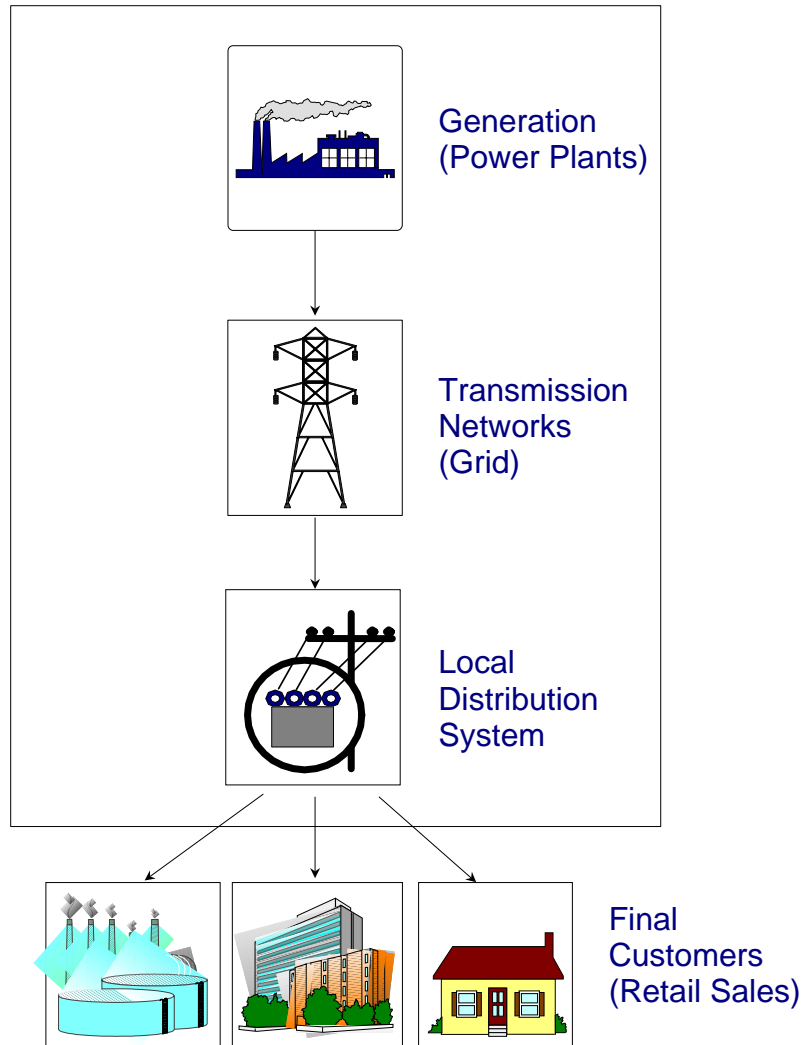 Generation
(Power Plants)
Transmission
Networks
(Grid)
Local
Distribution
System
Final
Customers
(Retail Sales)